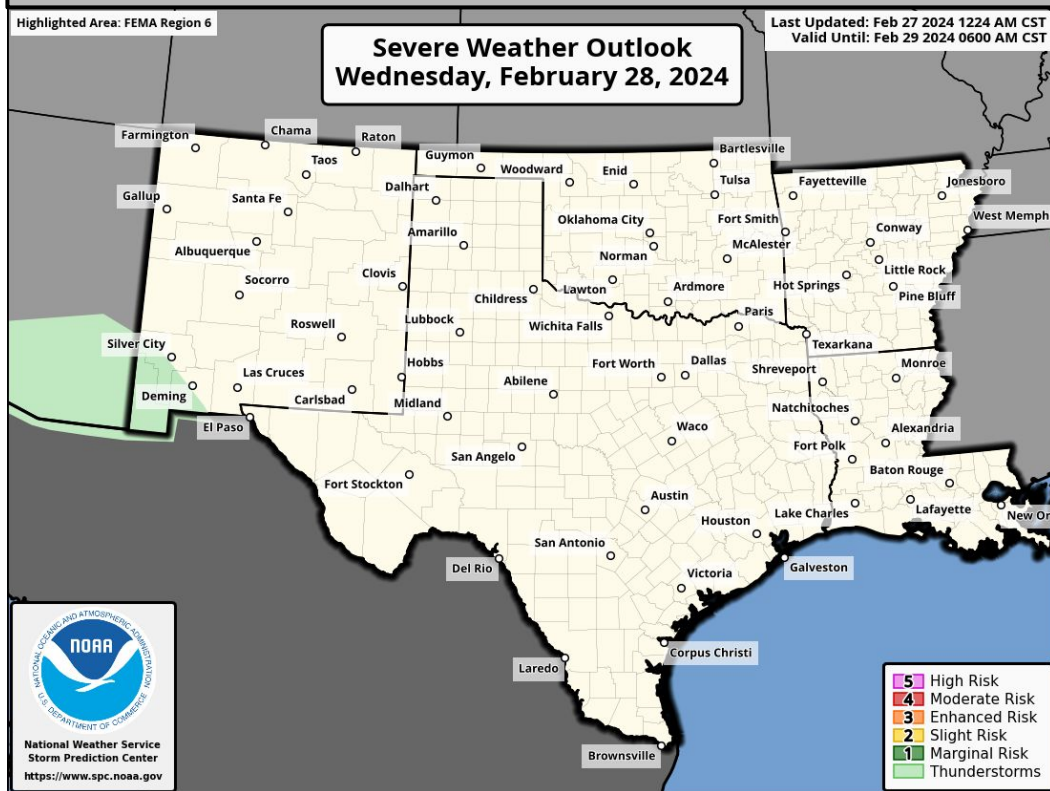 Highlighted Area: FEMA Region 6
Last Updated: Feb 27 2024 1224 AM CST
Valid Until: Feb 29 2024 0600 AM CST
Severe Weather Outlook
Wednesday, February 28, 2024
Farmington
Chama
Raton
Taos
Guymon
Woodward
Enid
Bartlesville
Gallup
Santa Fe
Dalhart
Tulsa
Fayetteville
Jonesboro
Albuquerque
Amarillo
Oklahoma City
Fort Smith
Conway
West Memph
Socorro
Clovis
Norman
McAlester
Little Rock
Childress
Lawton
Ardmore
Hot Springs
Pine Bluff
Roswell
Lubbock
Wichita Falls
Paris
Silver City
Texarkana
Las Cruces
Hobbs
Fort Worth
Dallas
Shreveport
Monroe
Deming
Carlsbad
Midland
Abilene
Natchitoches
El Paso
San Angelo
Waco
Fort Polk
Alexandria
Fort Stockton
Baton Rouge
Austin
Lake Charles
Lafayette
New Or
Houston
Del Rio
San Antonio
Galveston
Victoria
Laredo
Corpus Christi
Brownsville
NATIONAL OCEANIC AND ATMOSPHERIC ADMINISTRATION
NOAA
U.S. DEPARTMENT OF COMMERCE
National Weather Service
Storm Prediction Center
https://www.spc.noaa.gov
5 High Risk
4 Moderate Risk
3 Enhanced Risk
2 Slight Risk
1 Marginal Risk
Thunderstorms